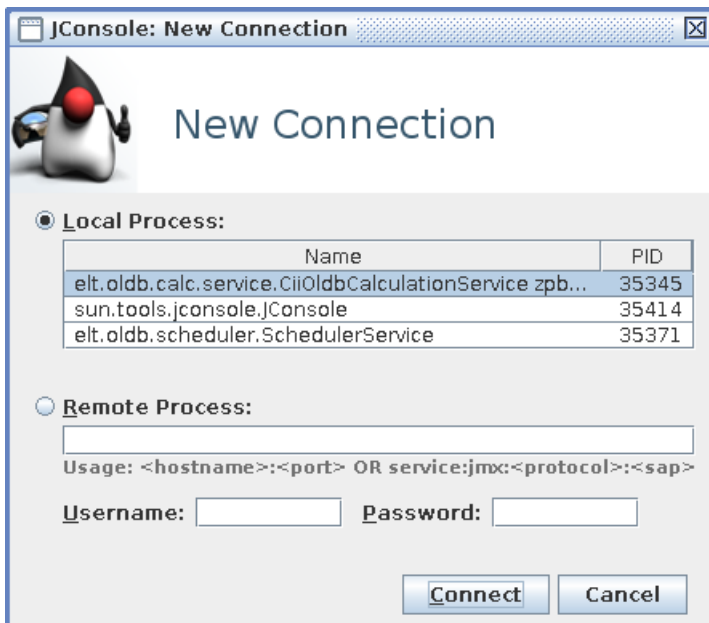 JConsole: New Connection
New Connection
Local Process:
Name PID
elt.oldb.calc.service.CiiOldbCalculationService zpb... 35345
sun.tools.jconsole.JConsole 35414
elt.oldb.scheduler.SchedulerService 35371
Remote Process:
Usage: <hostname>:<port> OR service:jmx:<protocol>:<sap>
Username: Password:
Connect Cancel